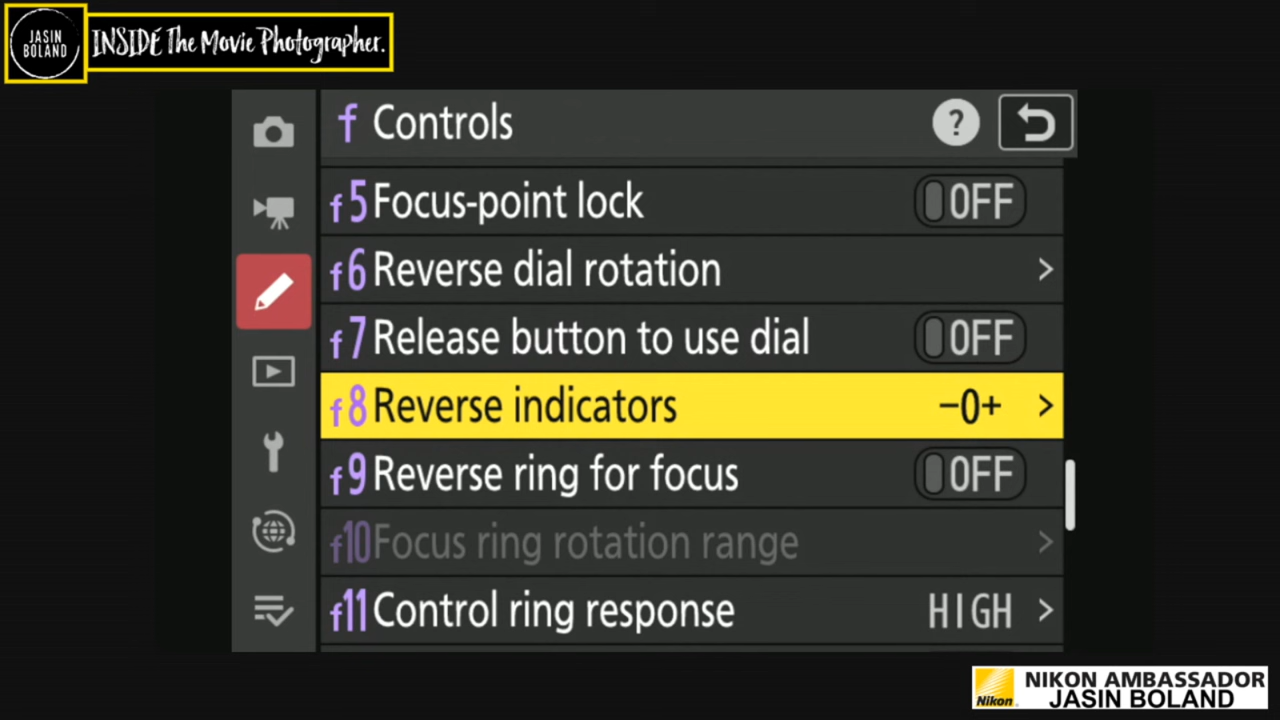 JASIN
BOLAND
INSIDE The Movie Photographer.
f Controls ?
f5 Focus-point lock OFF
f6 Reverse dial rotation >
f7 Release button to use dial OFF
f8 Reverse indicators −0+ >
f9 Reverse ring for focus OFF
f10 Focus ring rotation range >
f11 Control ring response HIGH >
Nikon
NIKON AMBASSADOR
JASIN BOLAND